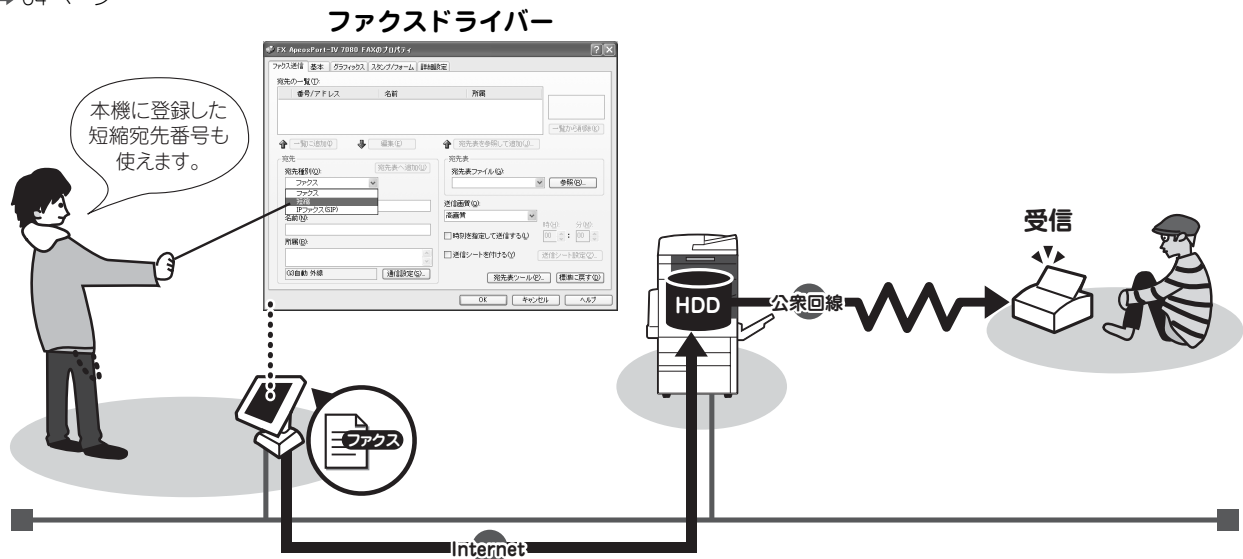 ファクスドライバー
FX ApeosPort-IV 7080 FAXのプロパティ
ファクス送信 基本 グラフィックス スタンプ/フォーム 詳細設定
宛先の一覧(T):
番号/アドレス 名前 所属
一覧から削除(K)
一覧に追加(I) 編集(E) 宛先表を参照して追加(J)...
宛先
宛先種別(O):
宛先表へ追加(U)
ファクス
ファクス
短縮
IPファクス(SIP)
名前(N):
所属(B):
G3自動 外線 通信設定(S)...
宛先表
宛先表ファイル(G):
参照(R)...
送信画質(Q):
高画質
時(H): 分(M):
時刻を指定して送信する(L) 00 : 00
送信シートを付ける(Y) 送信シート設定(Z)...
宛先表ツール(P)... 標準に戻す(D)
OK キャンセル ヘルプ
本機に登録した
短縮宛先番号も
使えます。
受信
HDD
公衆回線
ファクス
Internet